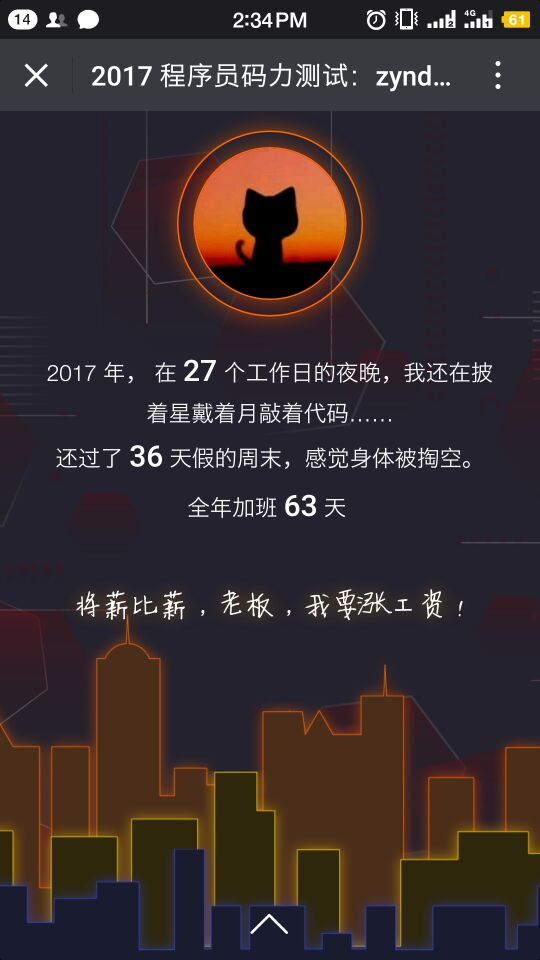 14
2:34PM
4G
61
2017 程序员码力测试：zynd...
2017 年， 在 27 个工作日的夜晚，我还在披
着星戴着月敲着代码……
还过了 36 天假的周末，感觉身体被掏空。
全年加班 63 天
将薪比薪，老板，我要涨工资！